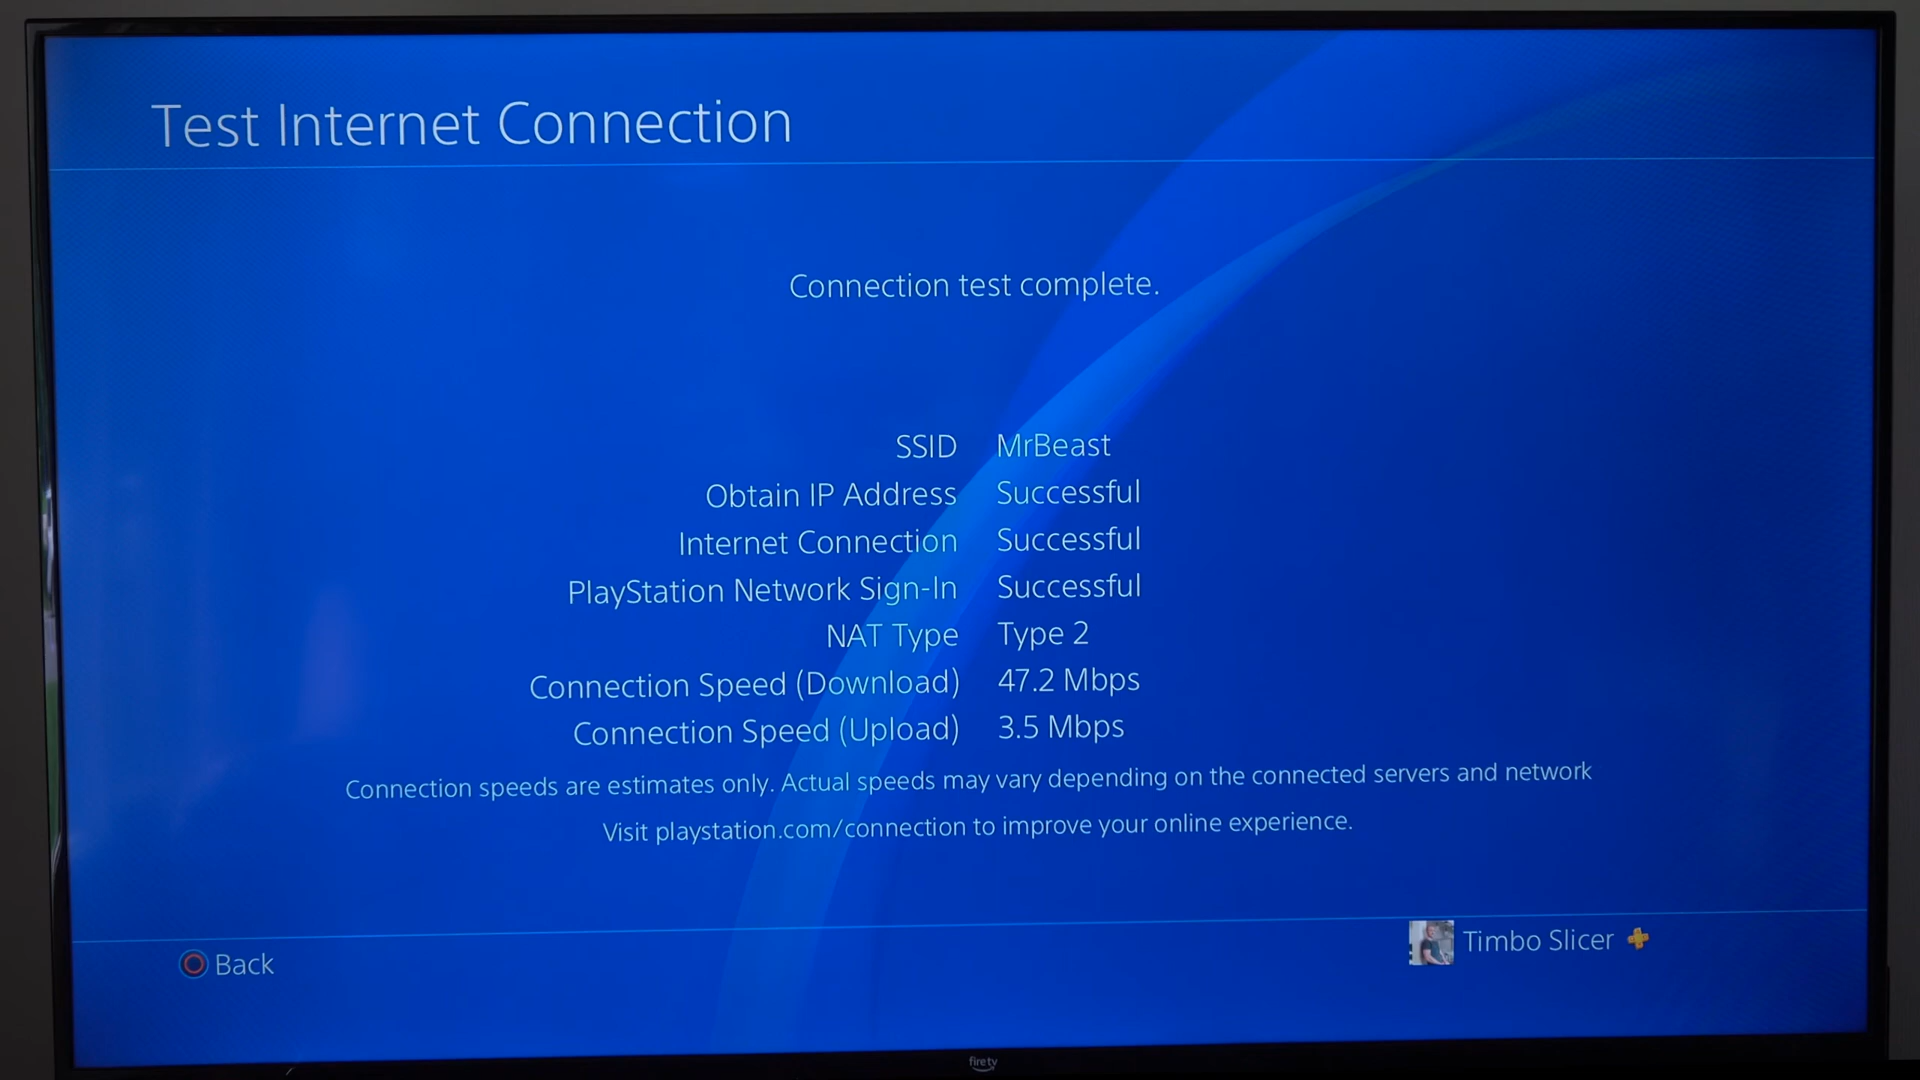 Test Internet Connection
Connection test complete.
SSID MrBeast
Obtain IP Address Successful
Internet Connection Successful
PlayStation Network Sign-In Successful
NAT Type Type 2
Connection Speed (Download) 47.2 Mbps
Connection Speed (Upload) 3.5 Mbps
Connection speeds are estimates only. Actual speeds may vary depending on the connected servers and network
Visit playstation.com/connection to improve your online experience.
Timbo Slicer
Back
fire tv